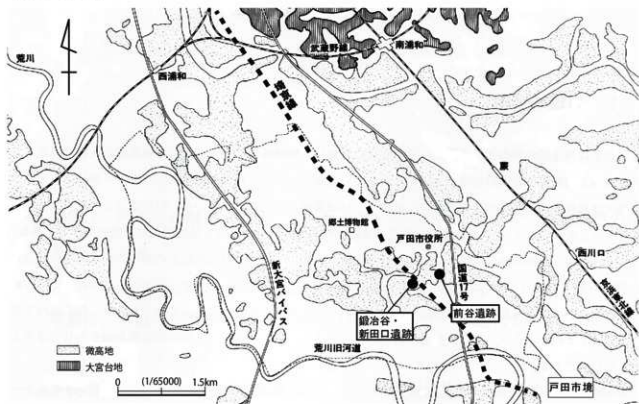 荒川
武蔵野線
南浦和
西浦和
埼京線
郷土博物館
戸田市役所
西川口
新大宮バイパス
国道17号
前谷遺跡
鍛冶谷・
新田口遺跡
荒川旧河道
微高地
大宮台地
0 (1/65000) 1.5km
戸田市境